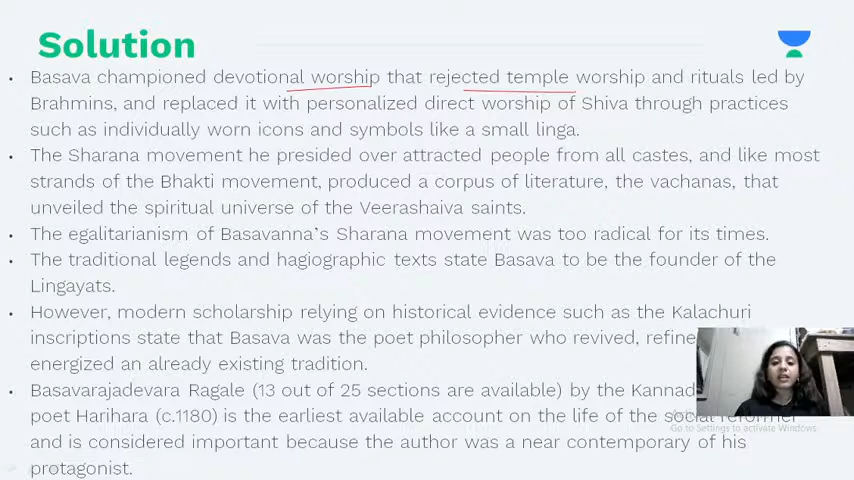 Solution
• Basava championed devotional worship that rejected temple worship and rituals led by
Brahmins, and replaced it with personalized direct worship of Shiva through practices
such as individually worn icons and symbols like a small linga.
• The Sharana movement he presided over attracted people from all castes, and like most
strands of the Bhakti movement, produced a corpus of literature, the vachanas, that
unveiled the spiritual universe of the Veerashaiva saints.
• The egalitarianism of Basavanna's Sharana movement was too radical for its times.
• The traditional legends and hagiographic texts state Basava to be the founder of the
Lingayats.
• However, modern scholarship relying on historical evidence such as the Kalachuri
inscriptions state that Basava was the poet philosopher who revived,
energized an already existing tradition.
• Basavarajadevara Ragale (13 out of 25 sections are available) by the
poet Harihara (c.1180) is the earliest available account on the life of the social reformer
Go to Settings to activate Windows.
and is considered important because the author was a near contemporary of his
protagonist.